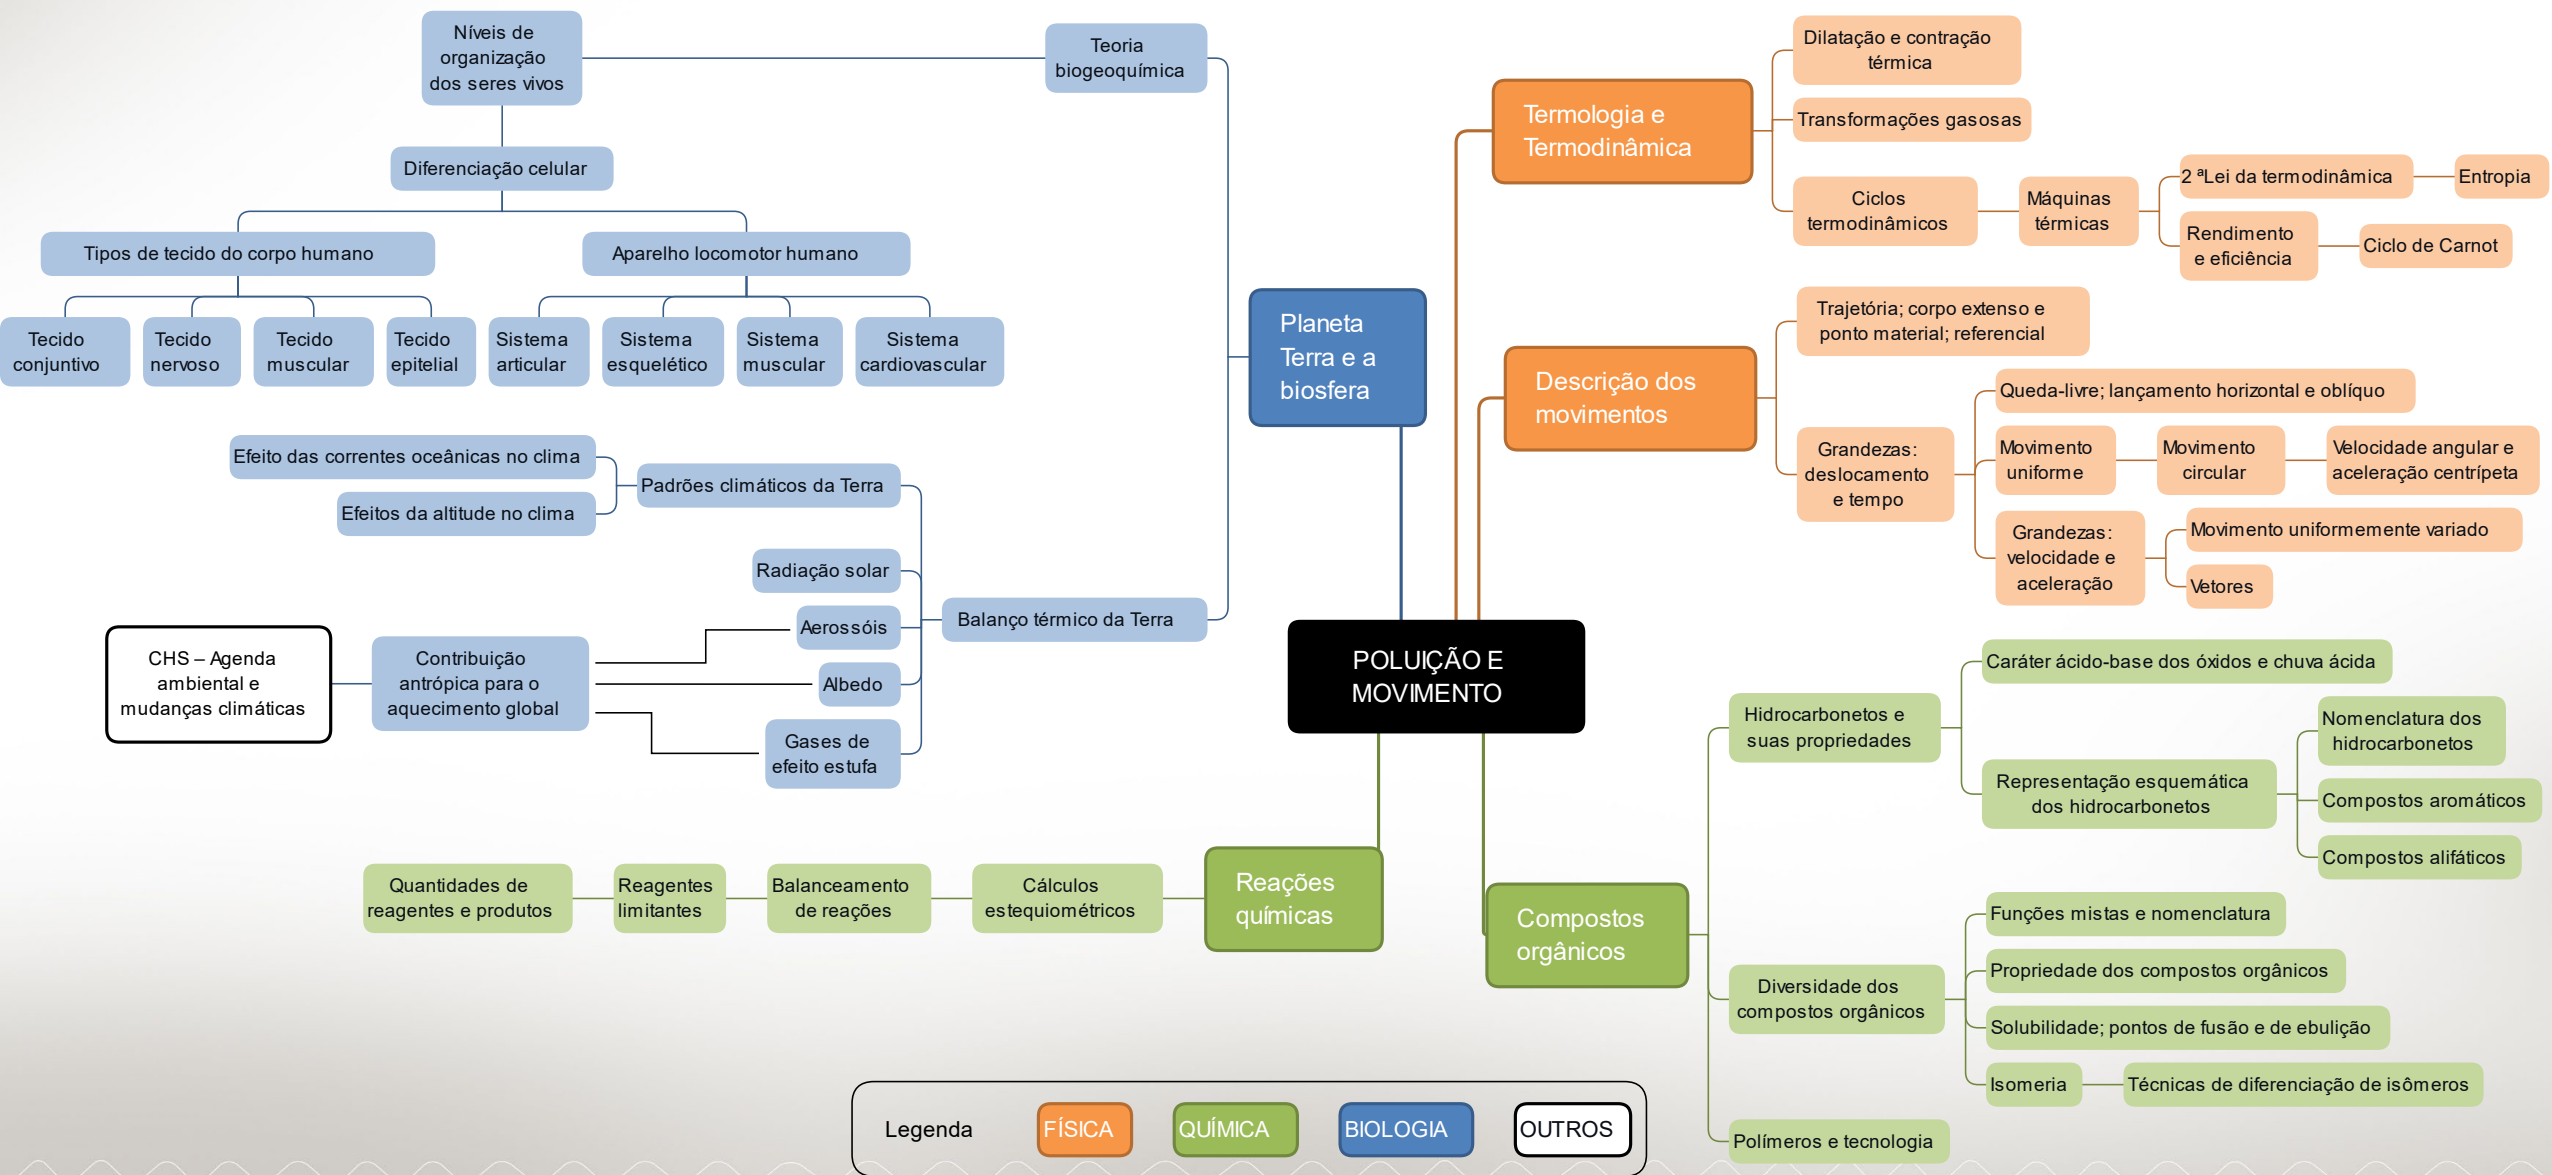 Níveis de
organização
dos seres vivos
Teoria
biogeoquímica
Diferenciação celular
Tipos de tecido do corpo humano
Aparelho locomotor humano
Tecido
conjuntivo
Tecido
nervoso
Tecido
muscular
Tecido
epitelial
Sistema
articular
Sistema
esquelético
Sistema
muscular
Sistema
cardiovascular
Planeta
Terra e a
biosfera
Efeito das correntes oceânicas no clima
Efeitos da altitude no clima
Padrões climáticos da Terra
Radiação solar
Aerossóis
Albedo
Gases de
efeito estufa
Balanço térmico da Terra
CHS – Agenda
ambiental e
mudanças climáticas
Contribuição
antrópica para o
aquecimento global
Termologia e
Termodinâmica
Dilatação e contração
térmica
Transformações gasosas
Ciclos
termodinâmicos
Máquinas
térmicas
2 ªLei da termodinâmica
Entropia
Rendimento
e eficiência
Ciclo de Carnot
Descrição dos
movimentos
Trajetória; corpo extenso e
ponto material; referencial
Grandezas:
deslocamento
e tempo
Queda-livre; lançamento horizontal e oblíquo
Movimento
uniforme
Movimento
circular
Velocidade angular e
aceleração centrípeta
Grandezas:
velocidade e
aceleração
Movimento uniformemente variado
Vetores
POLUIÇÃO E
MOVIMENTO
Quantidades de
reagentes e produtos
Reagentes
limitantes
Balanceamento
de reações
Cálculos
estequiométricos
Reações
químicas
Compostos
orgânicos
Hidrocarbonetos e
suas propriedades
Caráter ácido-base dos óxidos e chuva ácida
Representação esquemática
dos hidrocarbonetos
Nomenclatura dos
hidrocarbonetos
Compostos aromáticos
Compostos alifáticos
Diversidade dos
compostos orgânicos
Funções mistas e nomenclatura
Propriedade dos compostos orgânicos
Solubilidade; pontos de fusão e de ebulição
Isomeria
Técnicas de diferenciação de isômeros
Polímeros e tecnologia
Legenda
FÍSICA
QUÍMICA
BIOLOGIA
OUTROS